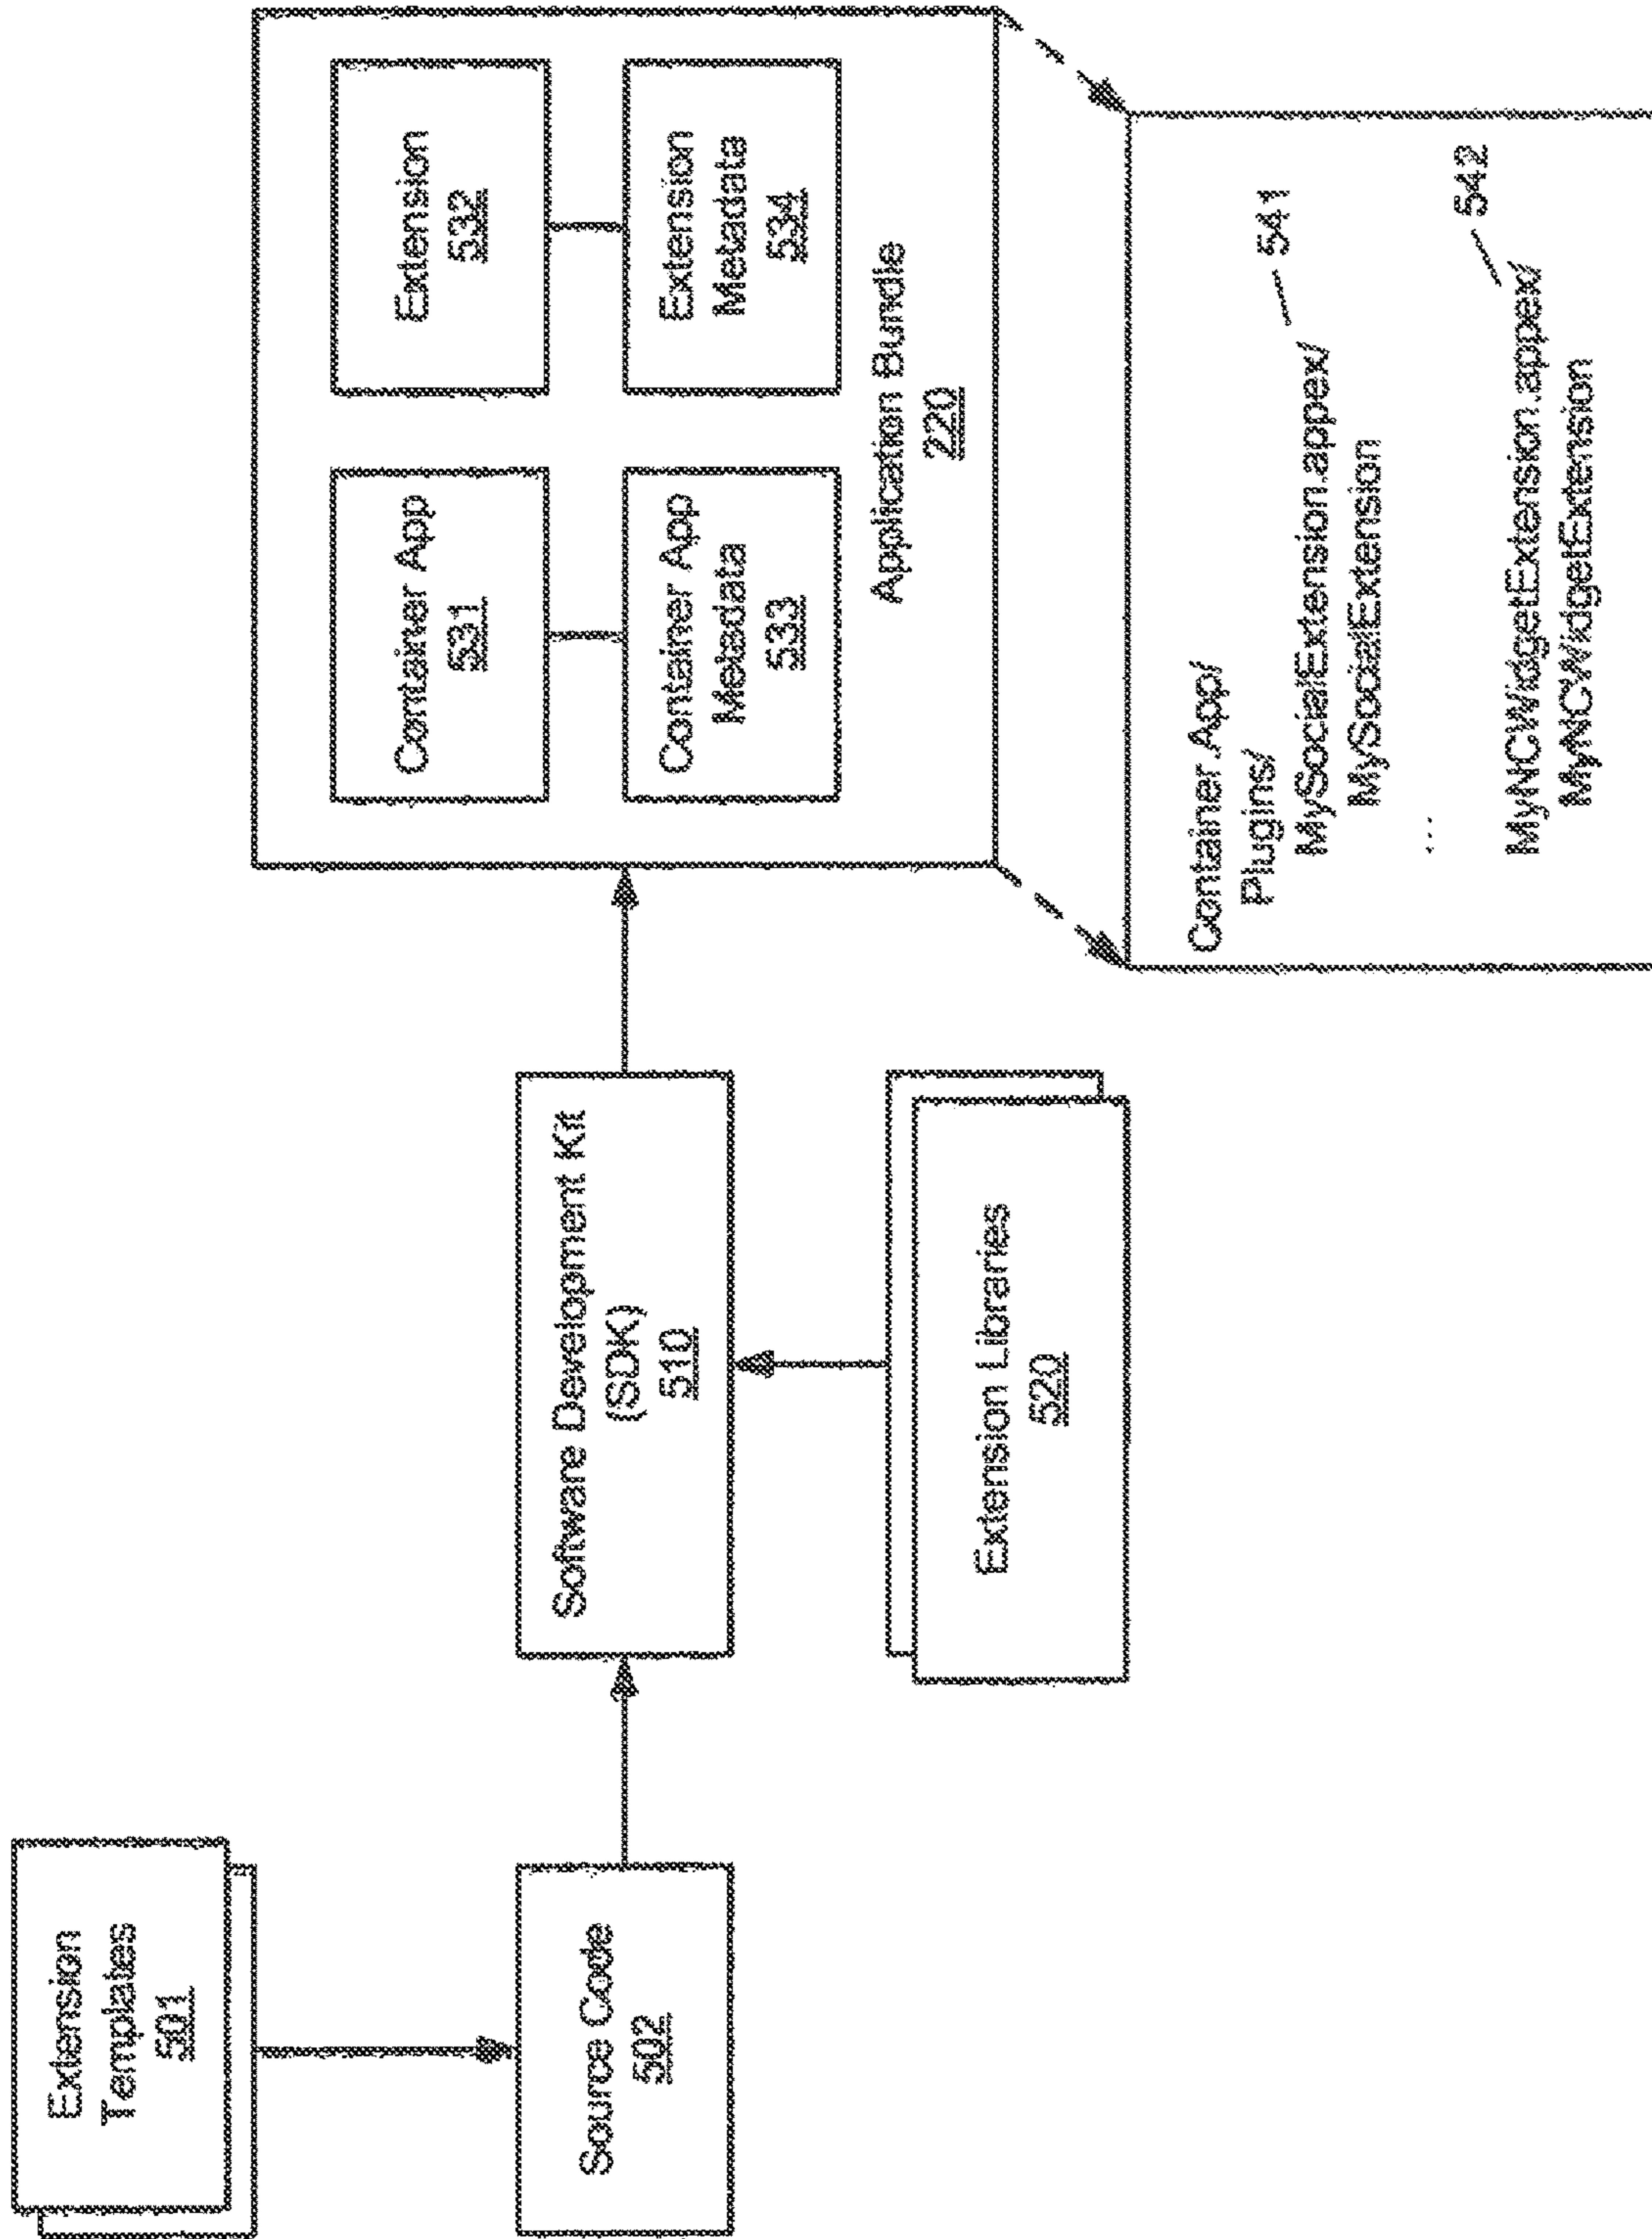 Extension
Templates
501
Source Code
502
Software Development Kit
(SDK)
510
Extension Libraries
520
Container App
531
Extension
532
Container App
Metadata
533
Extension
Metadata
534
Application Bundle
220
Container.App/
Plugins/
MySocialExtension.appex/
541
MySocialExtension
...
MyNCWidgetExtension.appex/
542
MyNCWidgetExtension